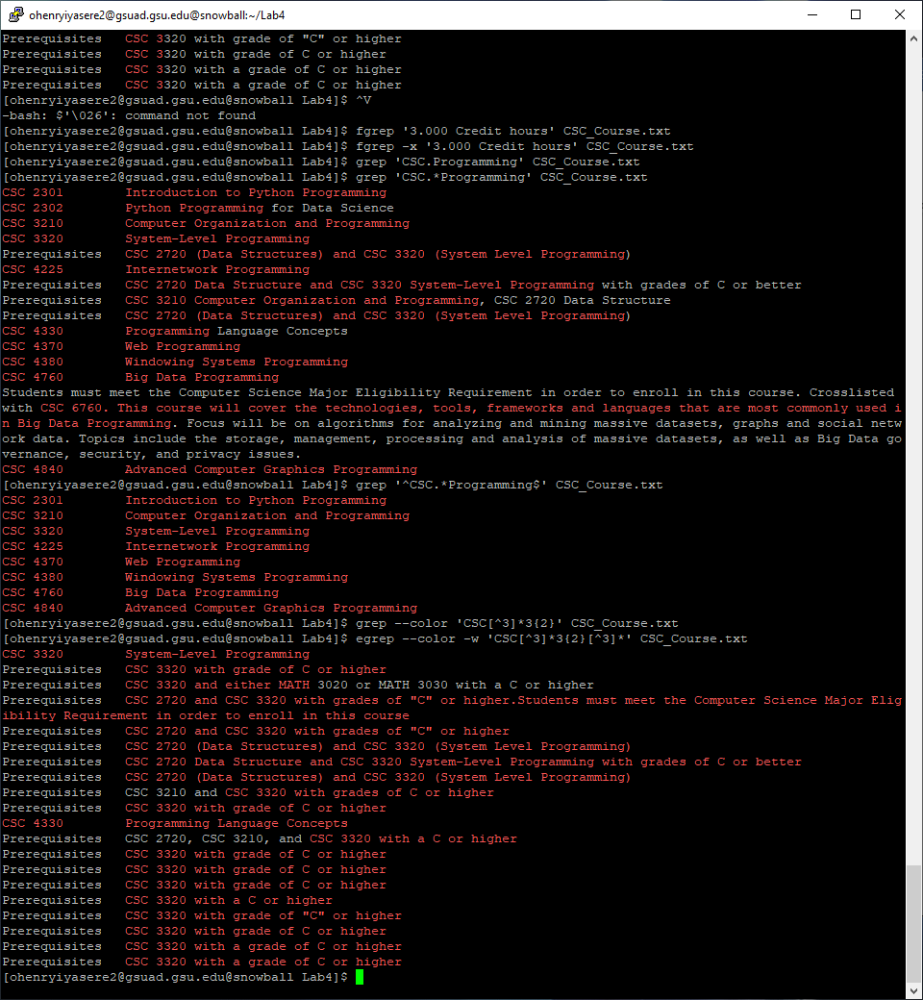 ohenryiyasere2@gsuad.gsu.edu@snowball:~/Lab4
Prerequisites   CSC 3320 with grade of "C" or higher
Prerequisites   CSC 3320 with grade of C or higher
Prerequisites   CSC 3320 with a grade of C or higher
Prerequisites   CSC 3320 with a grade of C or higher
[ohenryiyasere2@gsuad.gsu.edu@snowball Lab4]$ ^V
-bash: $'\026': command not found
[ohenryiyasere2@gsuad.gsu.edu@snowball Lab4]$ fgrep '3.000 Credit hours' CSC_Course.txt
[ohenryiyasere2@gsuad.gsu.edu@snowball Lab4]$ fgrep -x '3.000 Credit hours' CSC_Course.txt
[ohenryiyasere2@gsuad.gsu.edu@snowball Lab4]$ grep 'CSC.Programming' CSC_Course.txt
[ohenryiyasere2@gsuad.gsu.edu@snowball Lab4]$ grep 'CSC.*Programming' CSC_Course.txt
CSC 2301        Introduction to Python Programming
CSC 2302        Python Programming for Data Science
CSC 3210        Computer Organization and Programming
CSC 3320        System-Level Programming
Prerequisites   CSC 2720 (Data Structures) and CSC 3320 (System Level Programming)
CSC 4225        Internetwork Programming
Prerequisites   CSC 2720 Data Structure and CSC 3320 System-Level Programming with grades of C or better
Prerequisites   CSC 3210 Computer Organization and Programming, CSC 2720 Data Structure
Prerequisites   CSC 2720 (Data Structures) and CSC 3320 (System Level Programming)
CSC 4330        Programming Language Concepts
CSC 4370        Web Programming
CSC 4380        Windowing Systems Programming
CSC 4760        Big Data Programming
Students must meet the Computer Science Major Eligibility Requirement in order to enroll in this course. Crosslisted
with CSC 6760. This course will cover the technologies, tools, frameworks and languages that are most commonly used i
n Big Data Programming. Focus will be on algorithms for analyzing and mining massive datasets, graphs and social netw
ork data. Topics include the storage, management, processing and analysis of massive datasets, as well as Big Data go
vernance, security, and privacy issues.
CSC 4840        Advanced Computer Graphics Programming
[ohenryiyasere2@gsuad.gsu.edu@snowball Lab4]$ grep '^CSC.*Programming$' CSC_Course.txt
CSC 2301        Introduction to Python Programming
CSC 3210        Computer Organization and Programming
CSC 3320        System-Level Programming
CSC 4225        Internetwork Programming
CSC 4370        Web Programming
CSC 4380        Windowing Systems Programming
CSC 4760        Big Data Programming
CSC 4840        Advanced Computer Graphics Programming
[ohenryiyasere2@gsuad.gsu.edu@snowball Lab4]$ grep --color 'CSC[^3]*3{2}' CSC_Course.txt
[ohenryiyasere2@gsuad.gsu.edu@snowball Lab4]$ egrep --color -w 'CSC[^3]*3{2}[^3]*' CSC_Course.txt
CSC 3320        System-Level Programming
Prerequisites   CSC 3320 with grade of C or higher
Prerequisites   CSC 3320 and either MATH 3020 or MATH 3030 with a C or higher
Prerequisites   CSC 2720 and CSC 3320 with grades of "C" or higher.Students must meet the Computer Science Major Elig
ibility Requirement in order to enroll in this course
Prerequisites   CSC 2720 and CSC 3320 with grades of "C" or higher
Prerequisites   CSC 2720 (Data Structures) and CSC 3320 (System Level Programming)
Prerequisites   CSC 2720 Data Structure and CSC 3320 System-Level Programming with grades of C or better
Prerequisites   CSC 2720 (Data Structures) and CSC 3320 (System Level Programming)
Prerequisites   CSC 3210 and CSC 3320 with grades of C or higher
Prerequisites   CSC 3320 with grade of C or higher
CSC 4330        Programming Language Concepts
Prerequisites   CSC 2720, CSC 3210, and CSC 3320 with a C or higher
Prerequisites   CSC 3320 with grade of C or higher
Prerequisites   CSC 3320 with grade of C or higher
Prerequisites   CSC 3320 with grade of C or higher
Prerequisites   CSC 3320 with a C or higher
Prerequisites   CSC 3320 with grade of "C" or higher
Prerequisites   CSC 3320 with grade of C or higher
Prerequisites   CSC 3320 with a grade of C or higher
Prerequisites   CSC 3320 with a grade of C or higher
[ohenryiyasere2@gsuad.gsu.edu@snowball Lab4]$